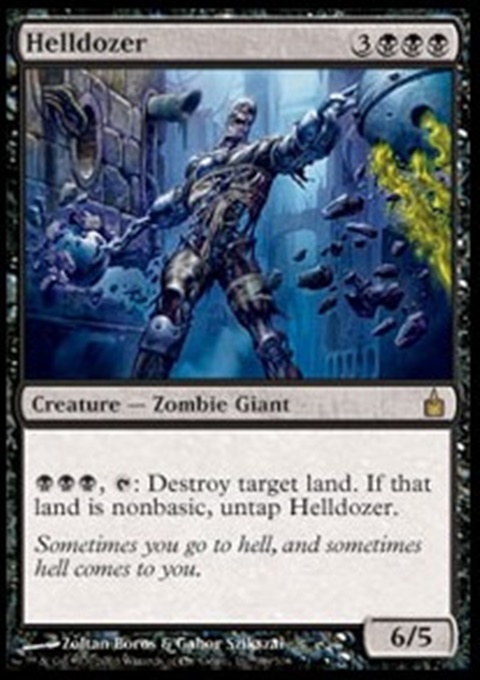 Helldozer 3
Creature — Zombie Giant
, : Destroy target land. If that
land is nonbasic, untap Helldozer.
Sometimes you go to hell, and sometimes
hell comes to you.
Zoltan Boros & Gabor Szikszai
6/5